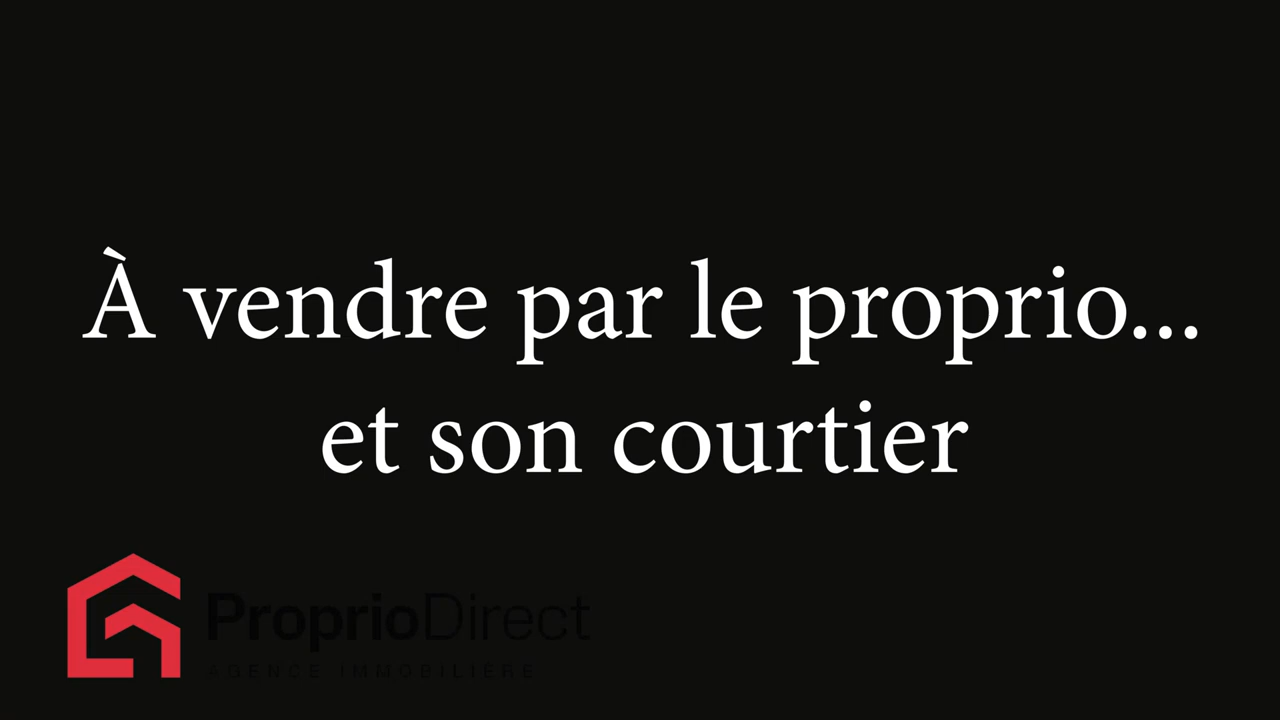 À vendre par le proprio...
et son courtier
ProprioDirect
AGENCE IMMOBILIÈRE